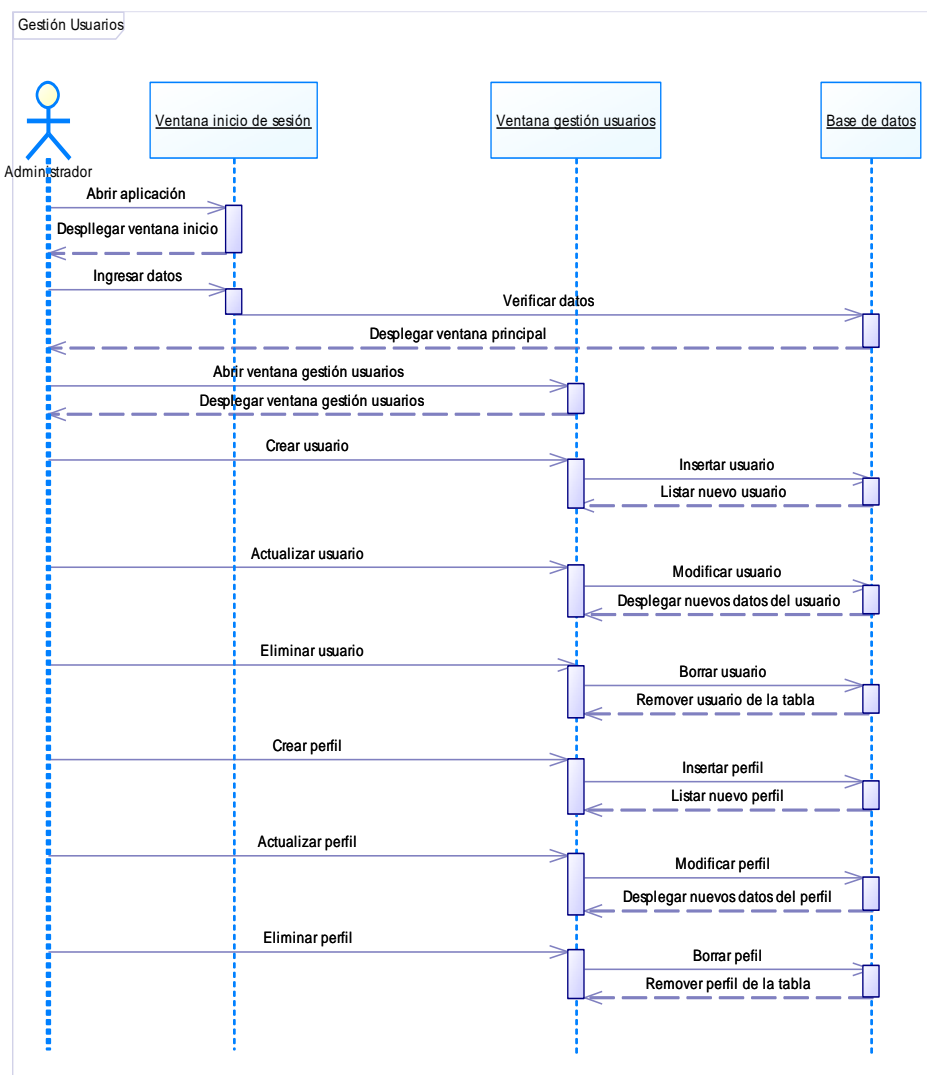 Gestión Usuarios
Ventana inicio de sesión
Ventana gestión usuarios
Base de datos
Administrador
Abrir aplicación
Despllegar ventana inicio
Ingresar datos
Verificar datos
Desplegar ventana principal
Abrir ventana gestión usuarios
Desplegar ventana gestión usuarios
Crear usuario
Insertar usuario
Listar nuevo usuario
Actualizar usuario
Modificar usuario
Desplegar nuevos datos del usuario
Eliminar usuario
Borrar usuario
Remover usuario de la tabla
Crear perfil
Insertar perfil
Listar nuevo perfil
Actualizar perfil
Modificar perfil
Desplegar nuevos datos del perfil
Eliminar perfil
Borrar pefil
Remover perfil de la tabla